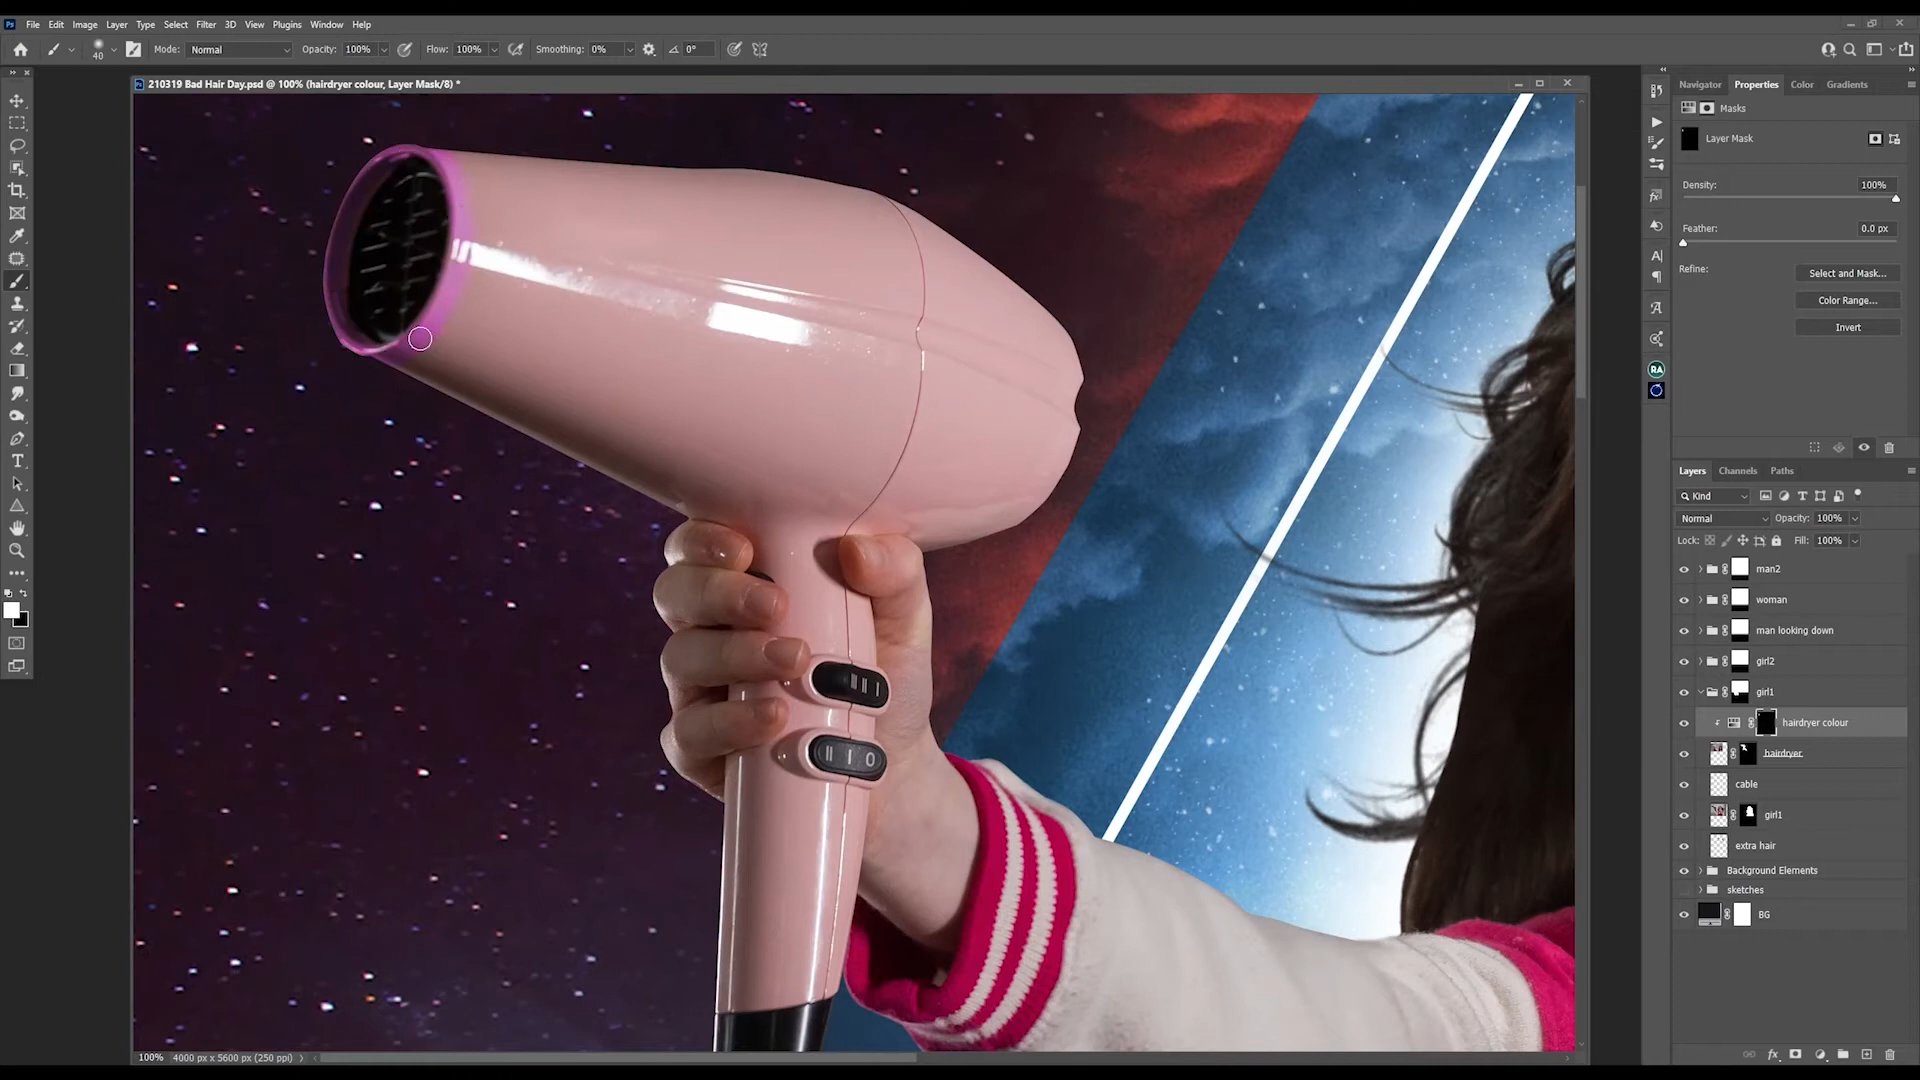 Ps File Edit Image Layer Type Select Filter 3D View Plugins Window Help
40 Mode: Normal Opacity: 100% Flow: 100% Smoothing: 0% 0°
210319 Bad Hair Day.psd @ 100% (hairdryer colour, Layer Mask/8) *
Navigator Properties Color Gradients
Masks
Layer Mask
Density: 100%
Feather: 0.0 px
Refine: Select and Mask...
Color Range...
Invert
RA
Layers Channels Paths
Kind
Normal Opacity: 100%
Lock: Fill: 100%
man2
woman
man looking down
girl2
girl1
hairdryer colour
hairdryer
cable
girl1
extra hair
Background Elements
sketches
BG
100% 4000 px x 5600 px (250 ppi)